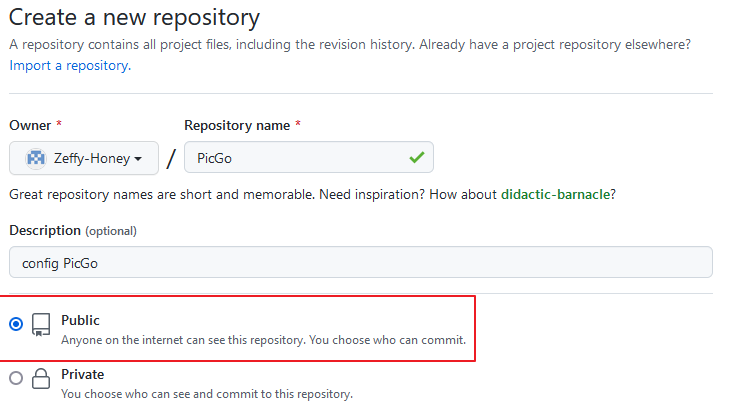 Create a new repository
A repository contains all project files, including the revision history. Already have a project repository elsewhere?
Import a repository.
Owner *
Repository name *
Zeffy-Honey
/
PicGo
Great repository names are short and memorable. Need inspiration? How about didactic-barnacle?
Description (optional)
config PicGo
Public
Anyone on the internet can see this repository. You choose who can commit.
Private
You choose who can see and commit to this repository.